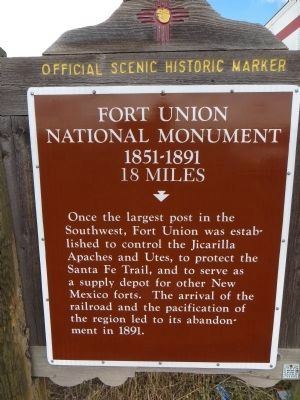 OFFICIAL SCENIC HISTORIC MARKER
FORT UNION
NATIONAL MONUMENT
1851-1891
18 MILES
Once the largest post in the
Southwest, Fort Union was estab-
lished to control the Jicarilla
Apaches and Utes, to protect the
Santa Fe Trail, and to serve as
a supply depot for other New
Mexico forts. The arrival of the
railroad and the pacification of
the region led to its abandon-
ment in 1891.